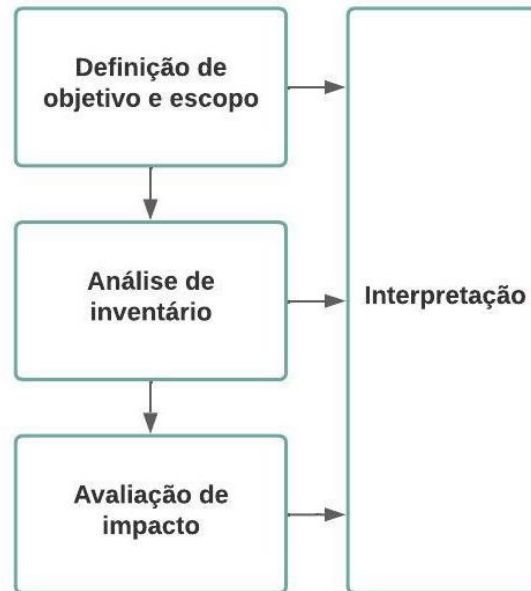 Definição de
objetivo e escopo
Análise de
inventário
Interpretação
Avaliação de
impacto